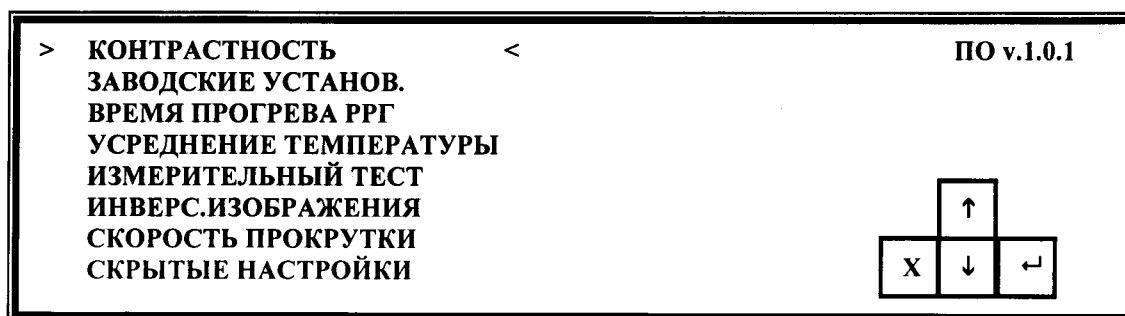 > КОНТРАСТНОСТЬ < ПО v.1.0.1
ЗАВОДСКИЕ УСТАНОВ.
ВРЕМЯ ПРОГРЕВА РРГ
УСРЕДНЕНИЕ ТЕМПЕРАТУРЫ
ИЗМЕРИТЕЛЬНЫЙ ТЕСТ
ИНВЕРС.ИЗОБРАЖЕНИЯ
СКОРОСТЬ ПРОКРУТКИ
СКРЫТЫЕ НАСТРОЙКИ
↑
X ↓ ↵